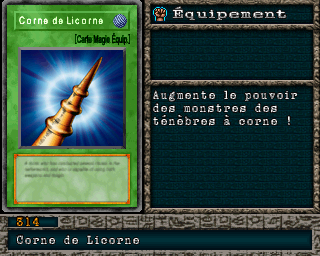 Corne de Licorne
[Carte Magie Équip.]
Équipement
Augmente le pouvoir
des monstres des
ténèbres à corne !
314
Corne de Licorne